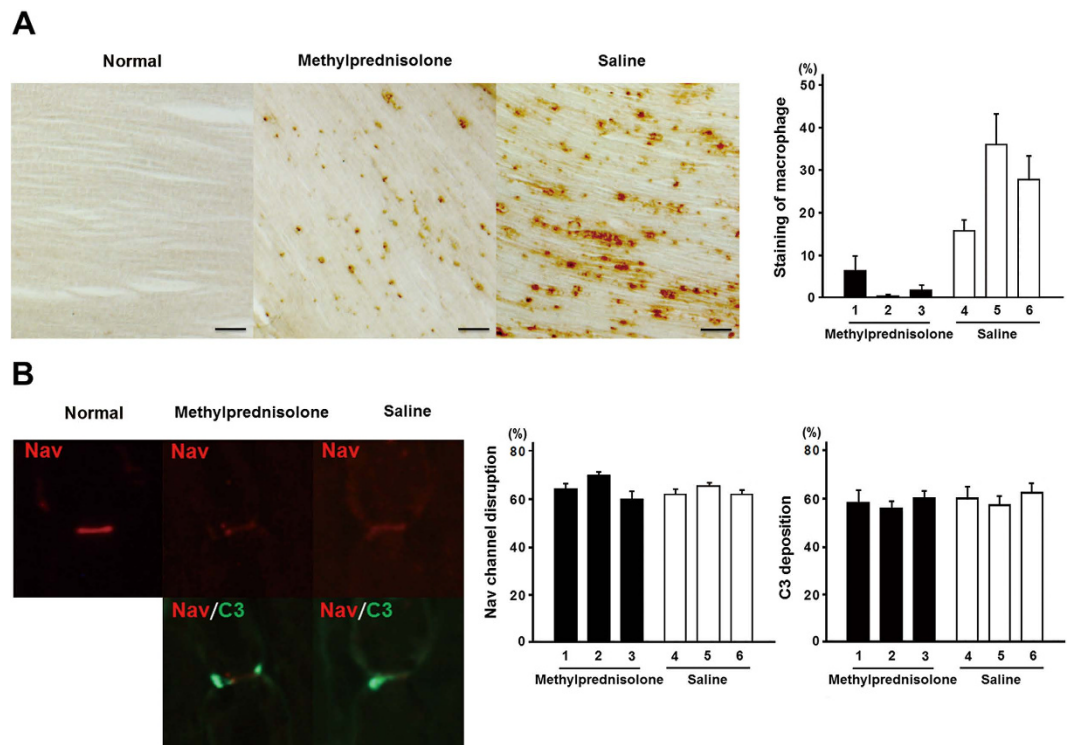 A
Normal
Methylprednisolone
Saline
(%)
50
40
30
20
10
0
Staining of macrophage
1 2 3 4 5 6
Methylprednisolone Saline
B
Normal
Methylprednisolone
Saline
Nav
Nav
Nav
Nav/C3
Nav/C3
(%)
80
60
40
20
0
Nav channel disruption
1 2 3 4 5 6
Methylprednisolone Saline
(%)
80
60
40
20
0
C3 deposition
1 2 3 4 5 6
Methylprednisolone Saline